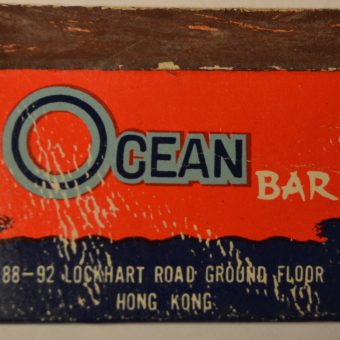 OCEAN BAR
88-92 LOCKHART ROAD GROUND FLOOR
HONG KONG